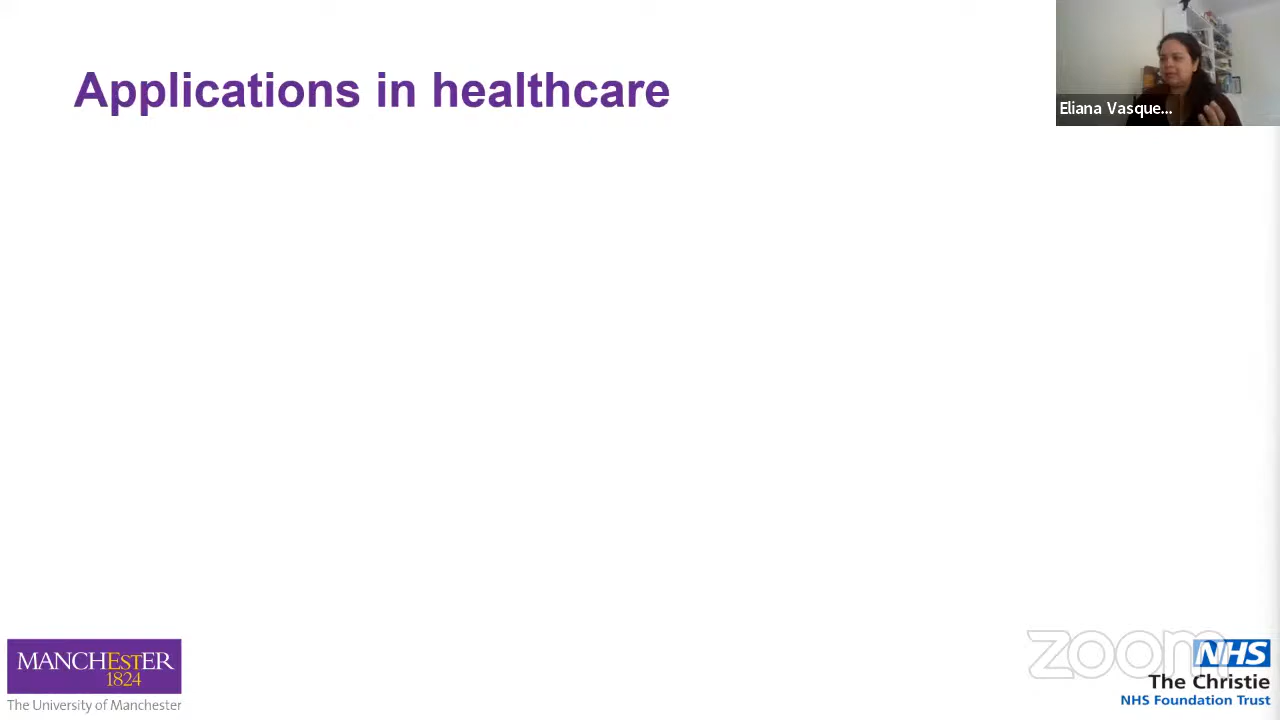 Applications in healthcare
Eliana Vasque...
MANCHESTER
1824
The University of Manchester
zoom
NHS
The Christie
NHS Foundation Trust